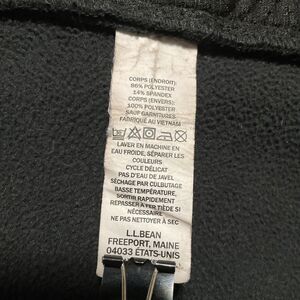 CORPS (ENDROIT):
86% POLYESTER
14% SPANDEX
CORPS (ENVERS):
100% POLYESTER
SAUF GARNITURES
FABRIQUÉ AU VIETNAM
LAVER EN MACHINE EN
EAU FROIDE, SÉPARER LES
COULEURS
CYCLE DÉLICAT
PAS D'EAU DE JAVEL
SÉCHAGE PAR CULBUTAGE
BASSE TEMPÉRATURE,
SORTIR RAPIDEMENT
REPASSER À FER TIÈDE SI
NÉCESSAIRE
NE PAS NETTOYER À SEC
L.L.BEAN
FREEPORT, MAINE
04033 ÉTATS-UNIS